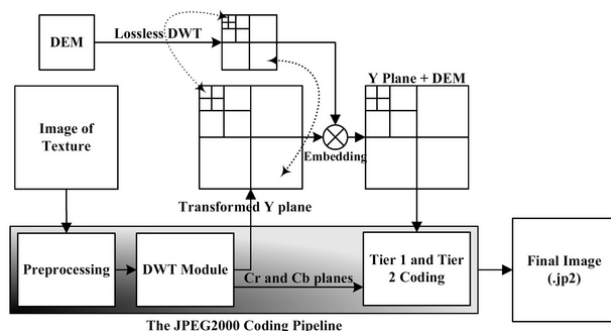 DEM
Lossless DWT
Y Plane + DEM
Image of
Texture
Embedding
Transformed Y plane
Preprocessing
DWT Module
Cr and Cb planes
Tier 1 and Tier
2 Coding
Final Image
(.jp2)
The JPEG2000 Coding Pipeline